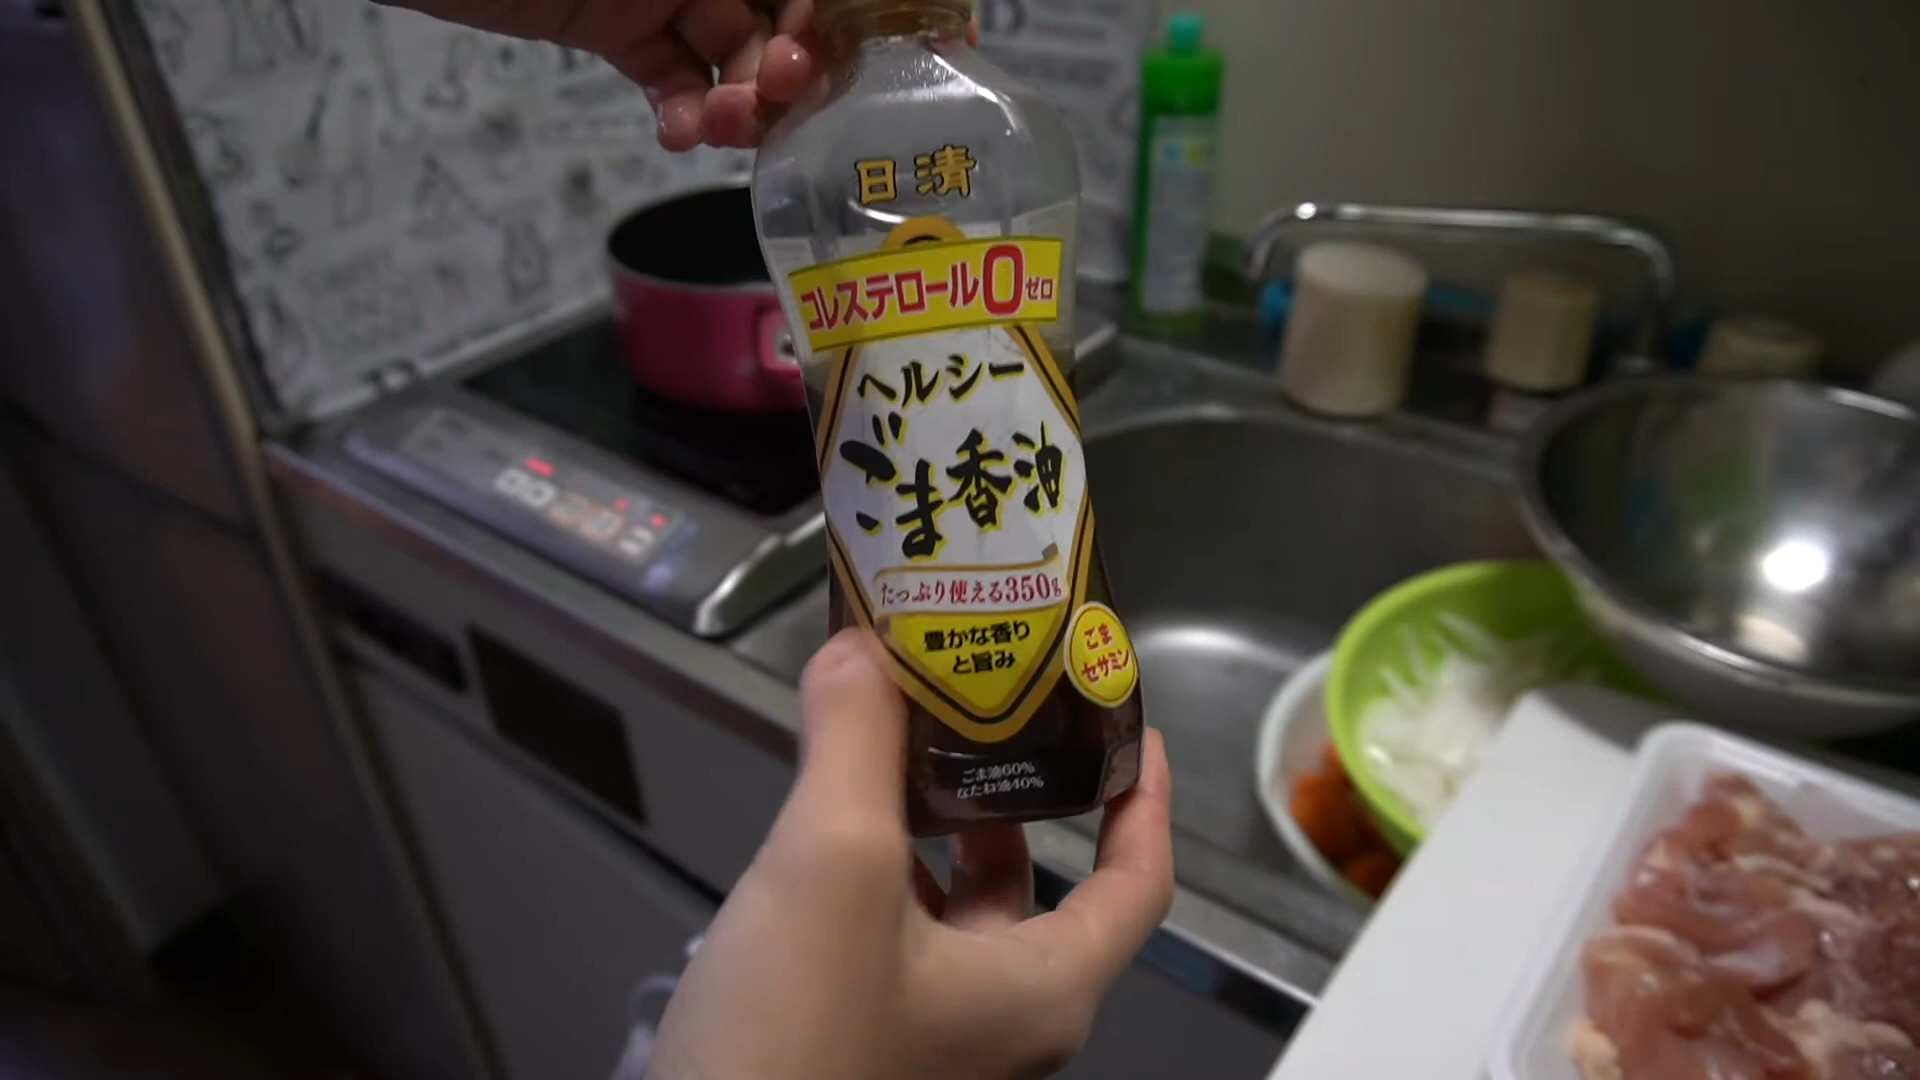 日清
コレステロール0ゼロ
ヘルシー
ごま香油
たっぷり使える350g
豊かな香り
と旨み
ごま
セサミン
ごま油60%
なたね油40%